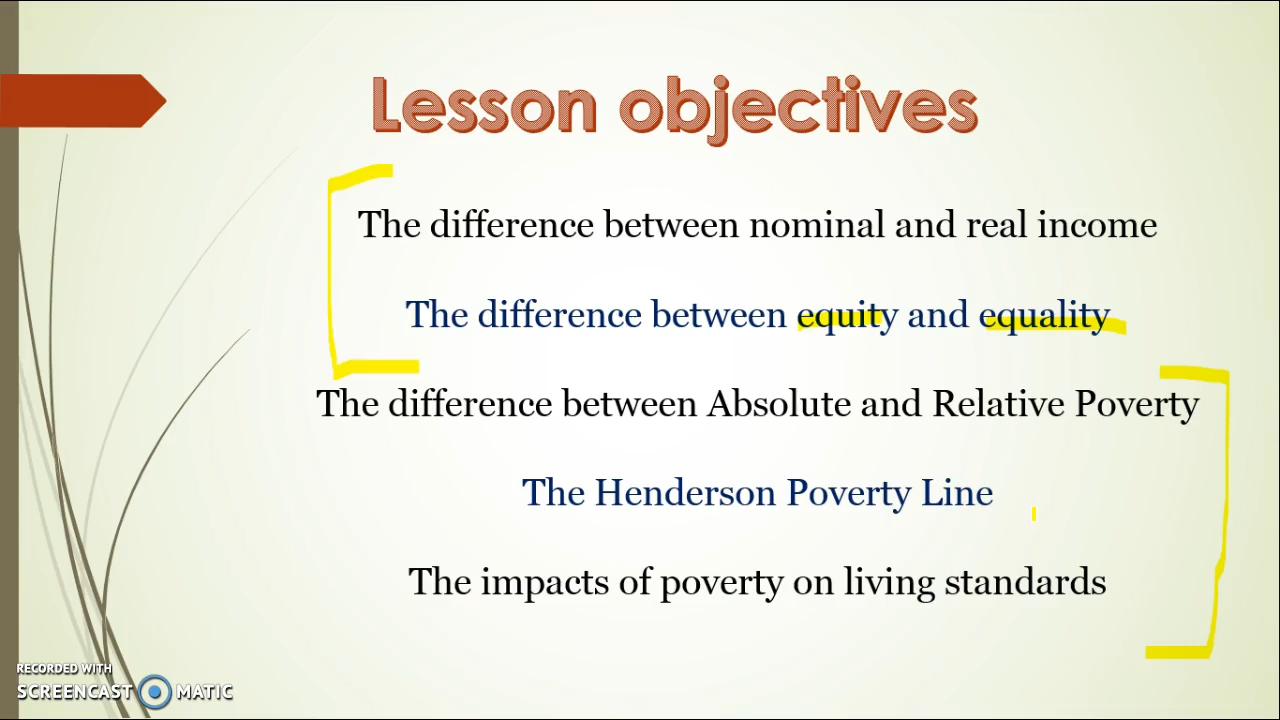 Lesson objectives
The difference between nominal and real income
The difference between equity and equality
The difference between Absolute and Relative Poverty
The Henderson Poverty Line
The impacts of poverty on living standards
RECORDED WITH
SCREENCAST MATIC